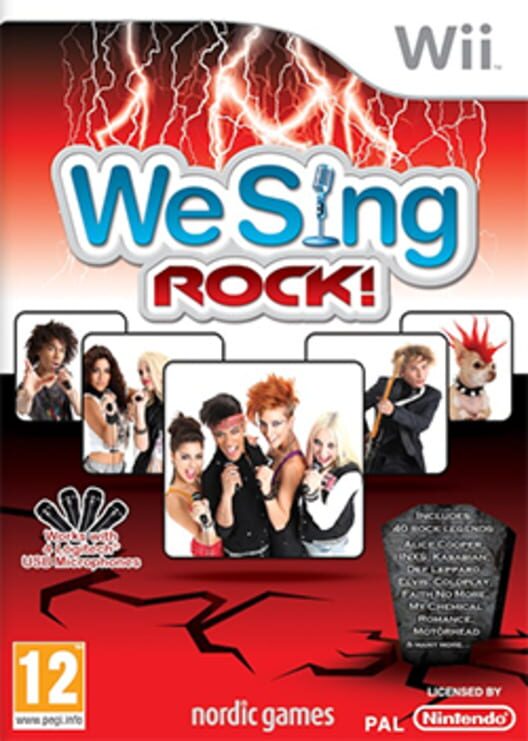 Wii™
We Sing
ROCK!
Works with
4 Logitech®
USB Microphones
Includes
40 rock legends
Alice Cooper,
INXS, Kasabian,
Def Leppard,
Elvis, Coldplay,
Faith No More,
My Chemical
Romance,
Motörhead
& many more...
12
www.pegi.info
nordic games
LICENSED BY
PAL
Nintendo®